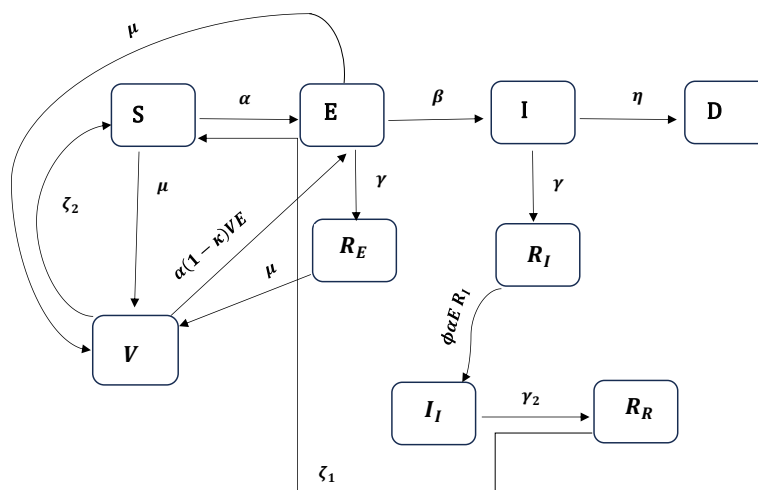 μ
S
α
E
β
I
η
D
ζ₂
μ
α(1 − κ)VE
γ
γ
R_E
R_I
μ
ϕαE R_I
V
I_I
γ₂
R_R
ζ₁